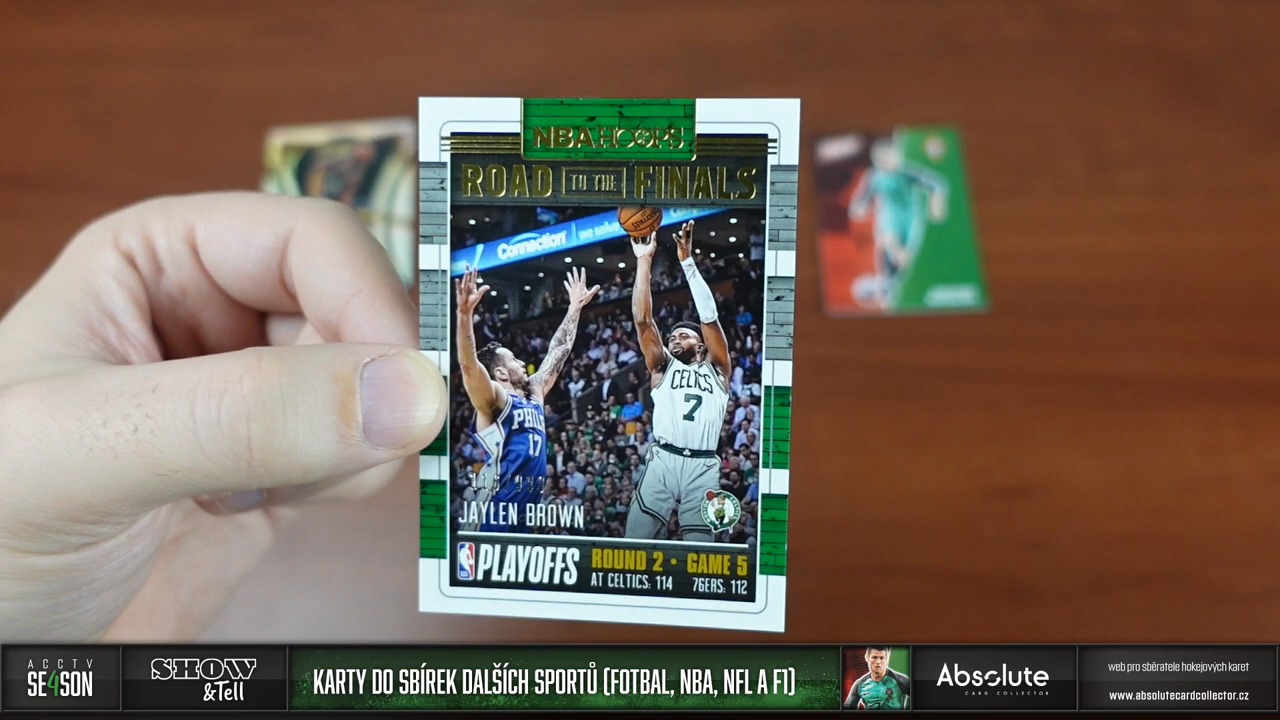 NBA HOOPS
ROAD TO THE FINALS
Connection
we
SPALDING
CELTICS
7
PHILA
17
JAYLEN BROWN
PLAYOFFS
ROUND 2 • GAME 5
AT CELTICS: 114 76ERS: 112
ACCTV
SE4SON
SHOW
&Tell
KARTY DO SBÍREK DALŠÍCH SPORTŮ (FOTBAL, NBA, NFL A F1)
Absolute
CARD COLLECTOR
web pro sběratele hokejových karet
www.absolutecardcollector.cz